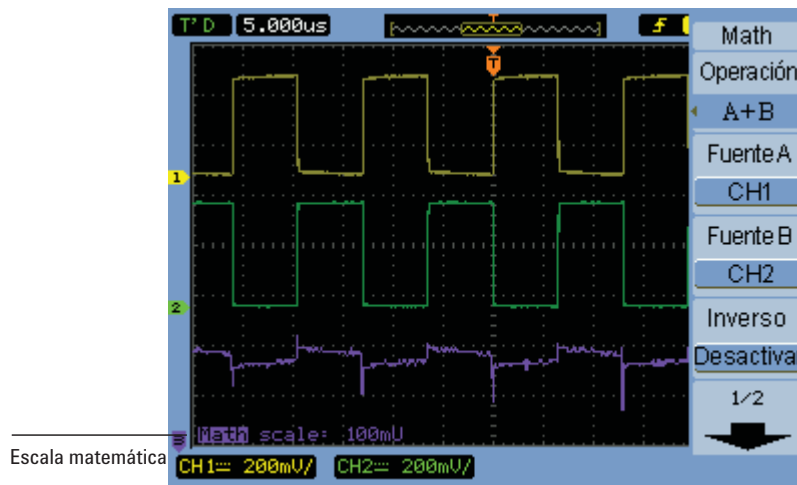 T'D 5.000us
T
T
Math
Operación
A+B
Fuente A
CH1
Fuente B
CH2
Inverso
Desactivar
1/2
1
2
Math scale: 100mU
Escala matemática
CH1 200mV/ CH2 200mV/